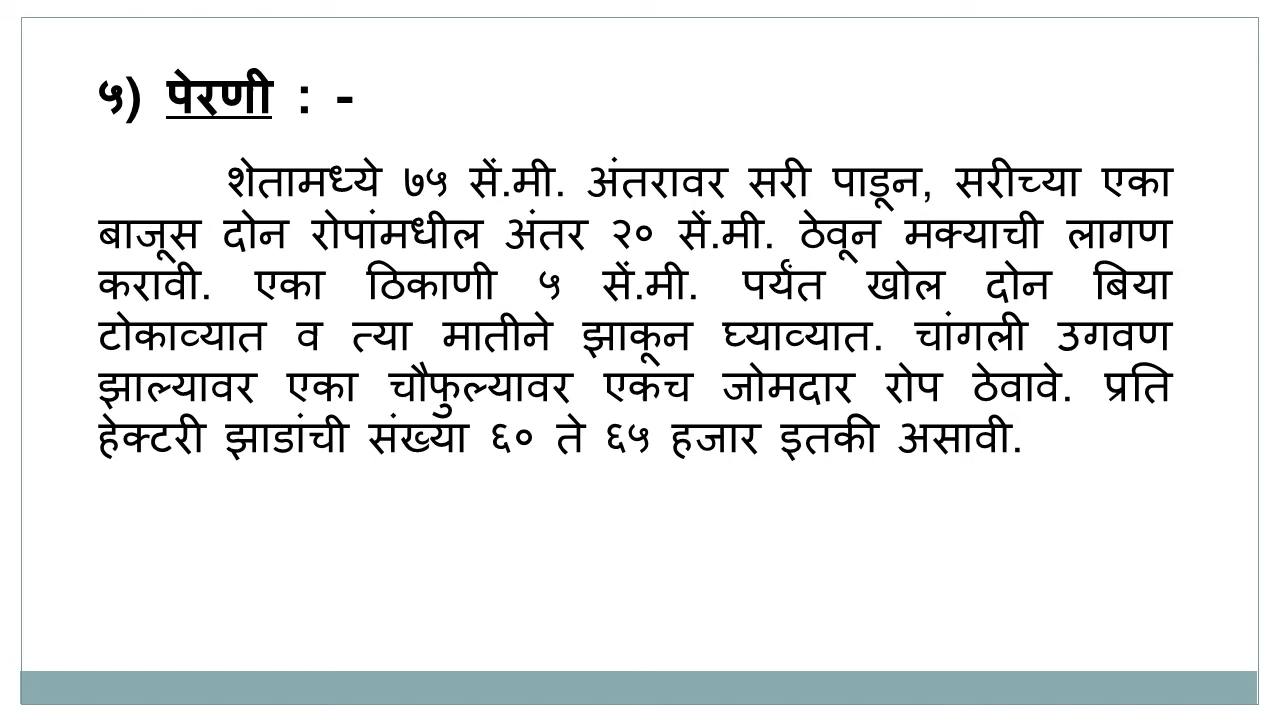 ५) पेरणी : -
शेतामध्ये ७५ सें.मी. अंतरावर सरी पाडून, सरीच्या एका
बाजूस दोन रोपांमधील अंतर २० सें.मी. ठेवून मक्याची लागण
करावी. एका ठिकाणी ५ सें.मी. पर्यंत खोल दोन बिया
टोकाव्यात व त्या मातीने झाकून घ्याव्यात. चांगली उगवण
झाल्यावर एका चौफुल्यावर एकच जोमदार रोप ठेवावे. प्रति
हेक्टरी झाडांची संख्या ६० ते ६५ हजार इतकी असावी.